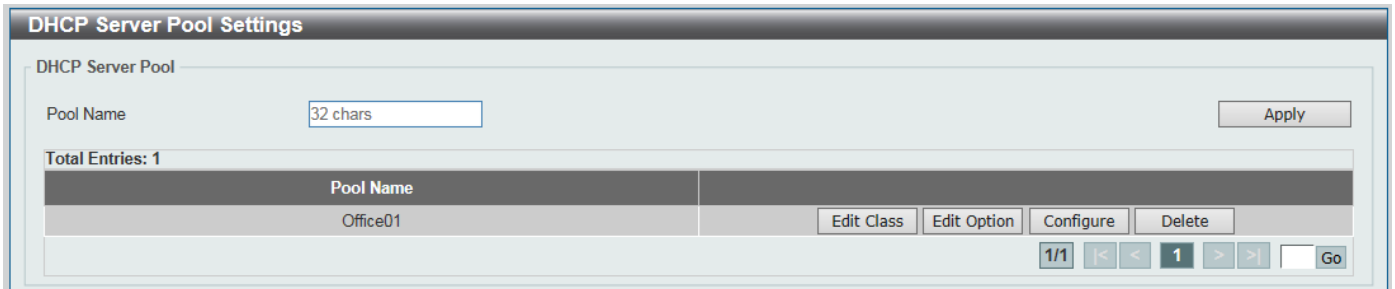 DHCP Server Pool Settings
DHCP Server Pool
Pool Name 32 chars Apply
Total Entries: 1
Pool Name
Office01 Edit Class Edit Option Configure Delete
1/1 |< < 1 > >| Go